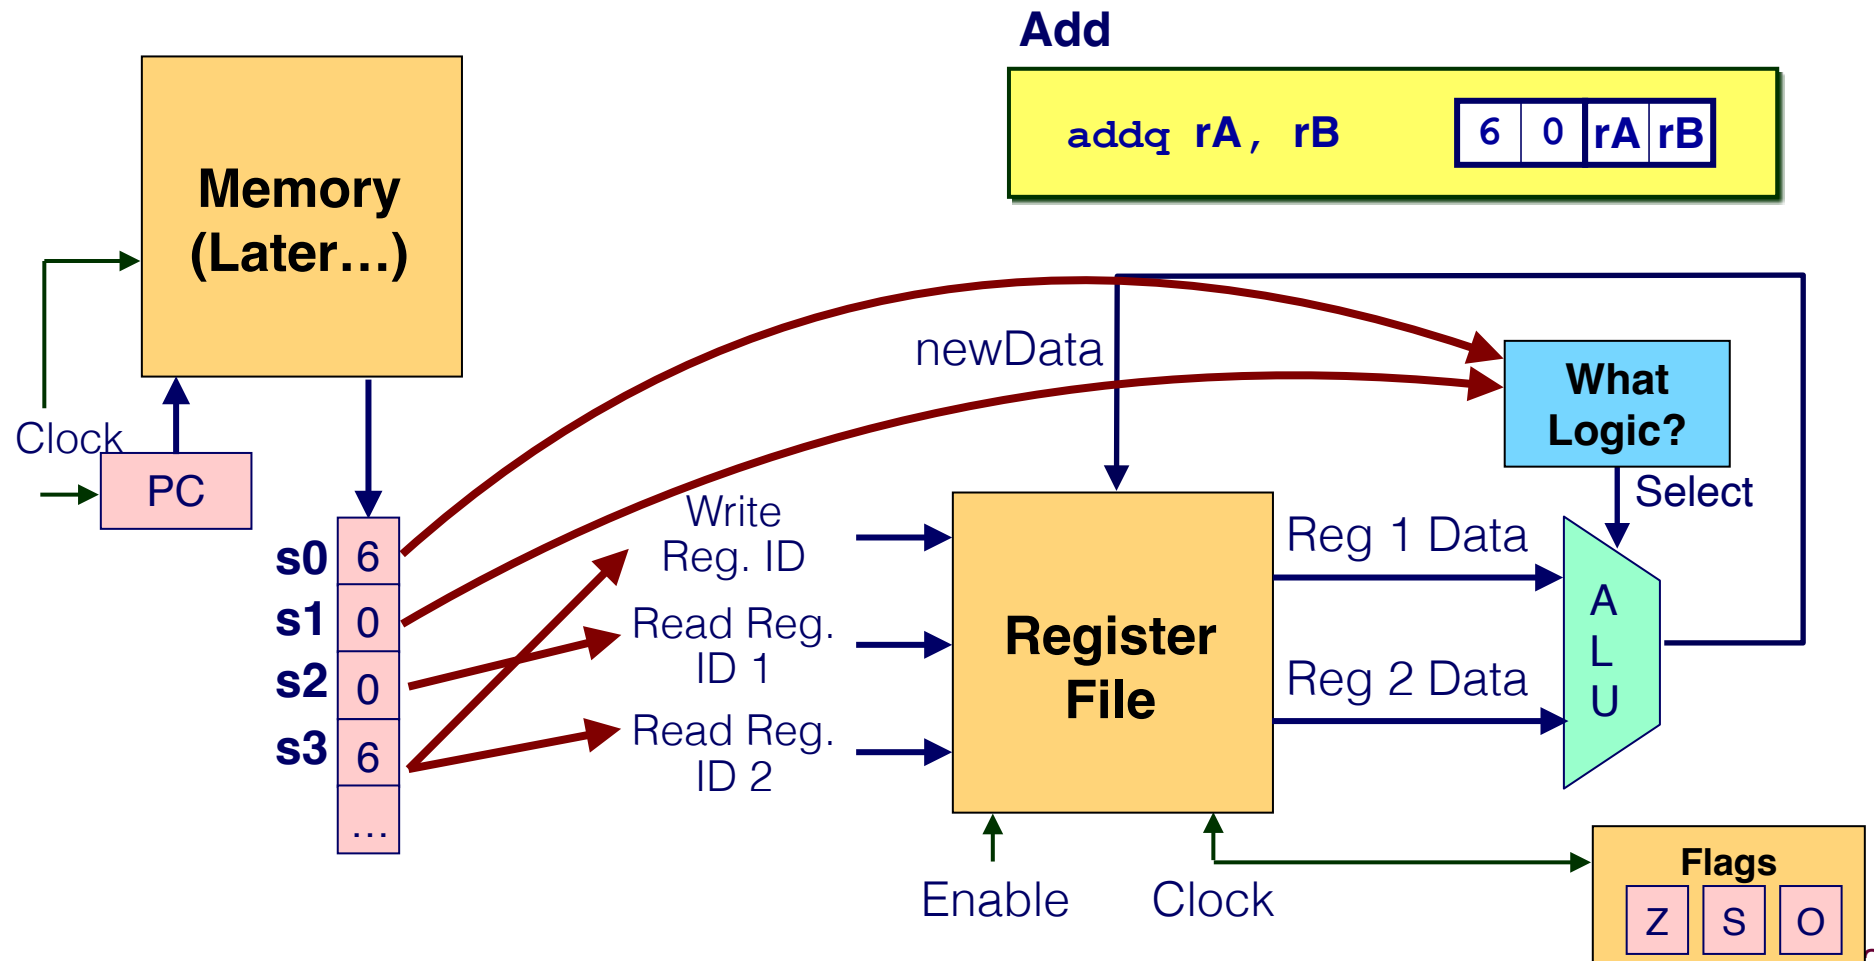 Add
addq rA, rB
6 0 rA rB
Memory
(Later...)
Clock
PC
newData
What
Logic?
Select
s0 6
s1 0
s2 0
s3 6
...
Write
Reg. ID
Read Reg.
ID 1
Read Reg.
ID 2
Register
File
Reg 1 Data
Reg 2 Data
A
L
U
Enable
Clock
Flags
Z S O